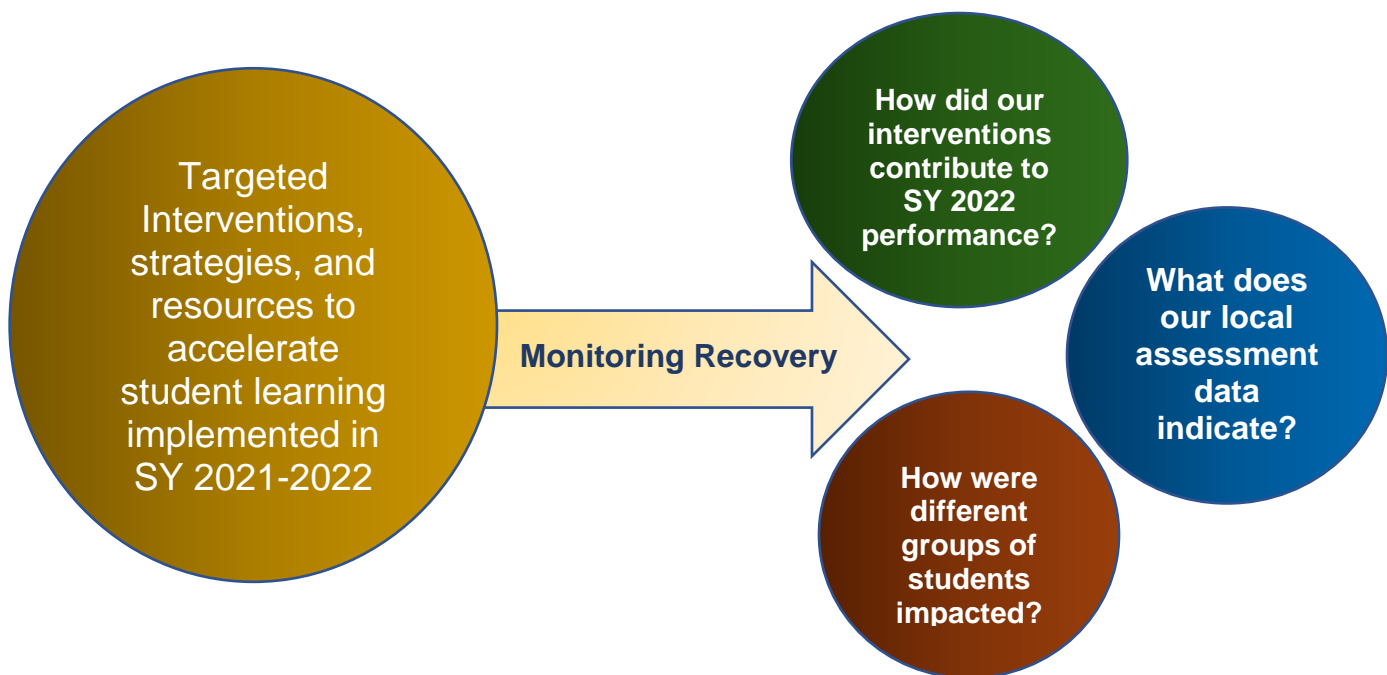 Targeted
Interventions,
strategies, and
resources to
accelerate
student learning
implemented in
SY 2021-2022
Monitoring Recovery
How did our
interventions
contribute to
SY 2022
performance?
What does
our local
assessment
data
indicate?
How were
different
groups of
students
impacted?